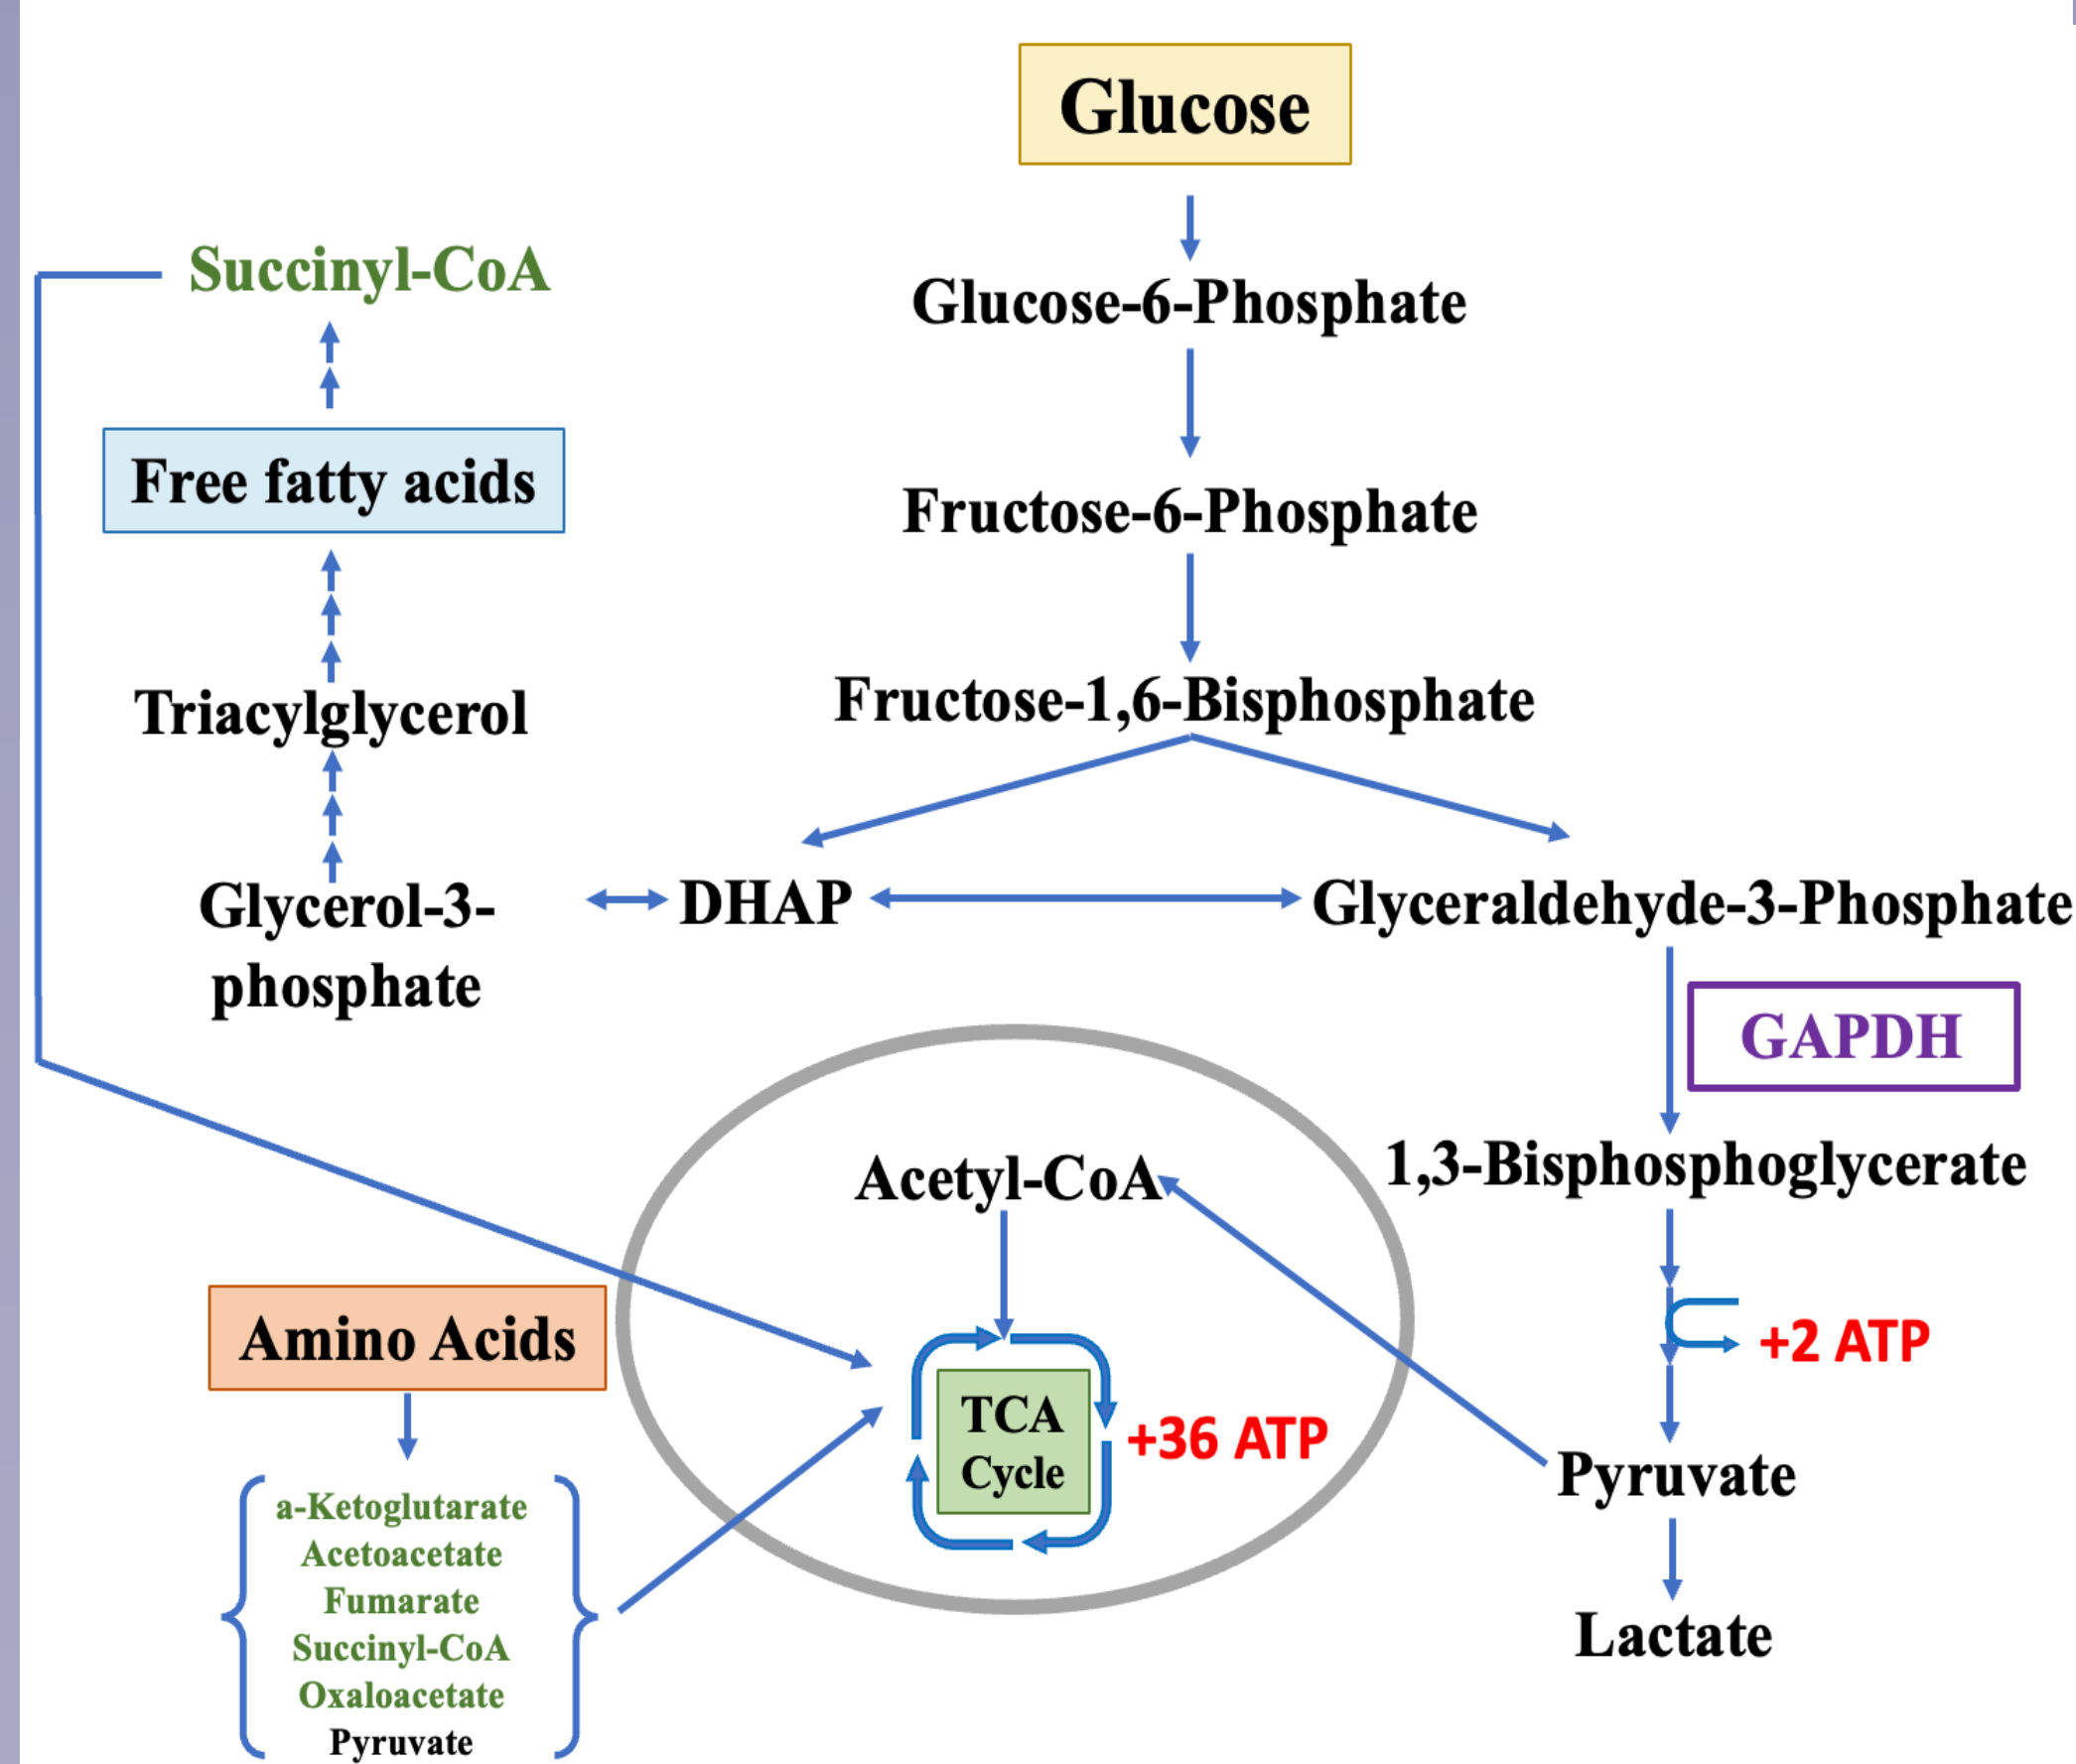 Glucose
Succinyl-CoA
Glucose-6-Phosphate
Free fatty acids
Fructose-6-Phosphate
Triacylglycerol
Fructose-1,6-Bisphosphate
Glycerol-3-
phosphate
DHAP
Glyceraldehyde-3-Phosphate
GAPDH
Acetyl-CoA
1,3-Bisphosphoglycerate
Amino Acids
+2 ATP
TCA
Cycle
+36 ATP
Pyruvate
a-Ketoglutarate
Acetoacetate
Fumarate
Succinyl-CoA
Oxaloacetate
Pyruvate
Lactate